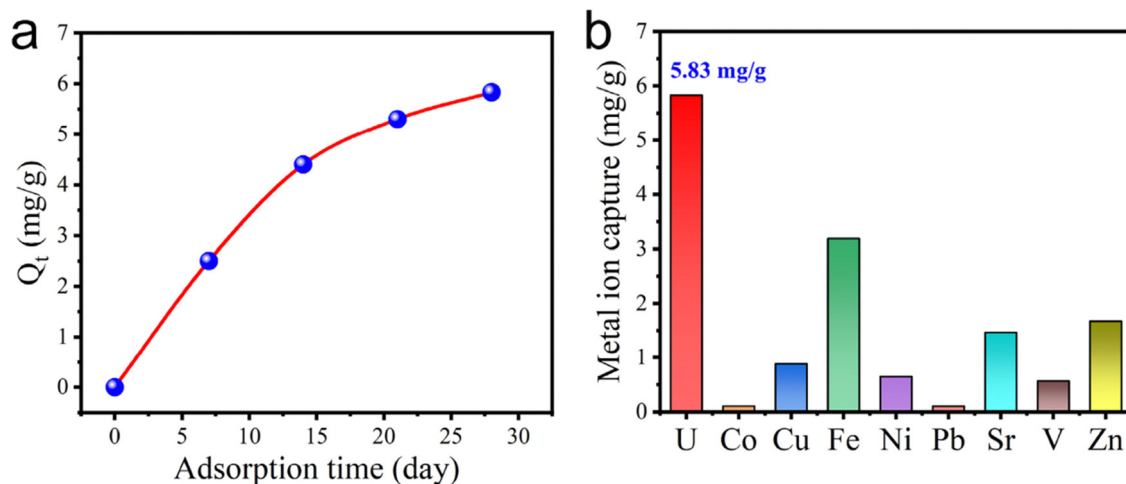 a
7
6
5
4
3
2
1
0
Qt (mg/g)
0 5 10 15 20 25 30
Adsorption time (day)
b
7
6
5
4
3
2
1
0
Metal ion capture (mg/g)
5.83 mg/g
U Co Cu Fe Ni Pb Sr V Zn